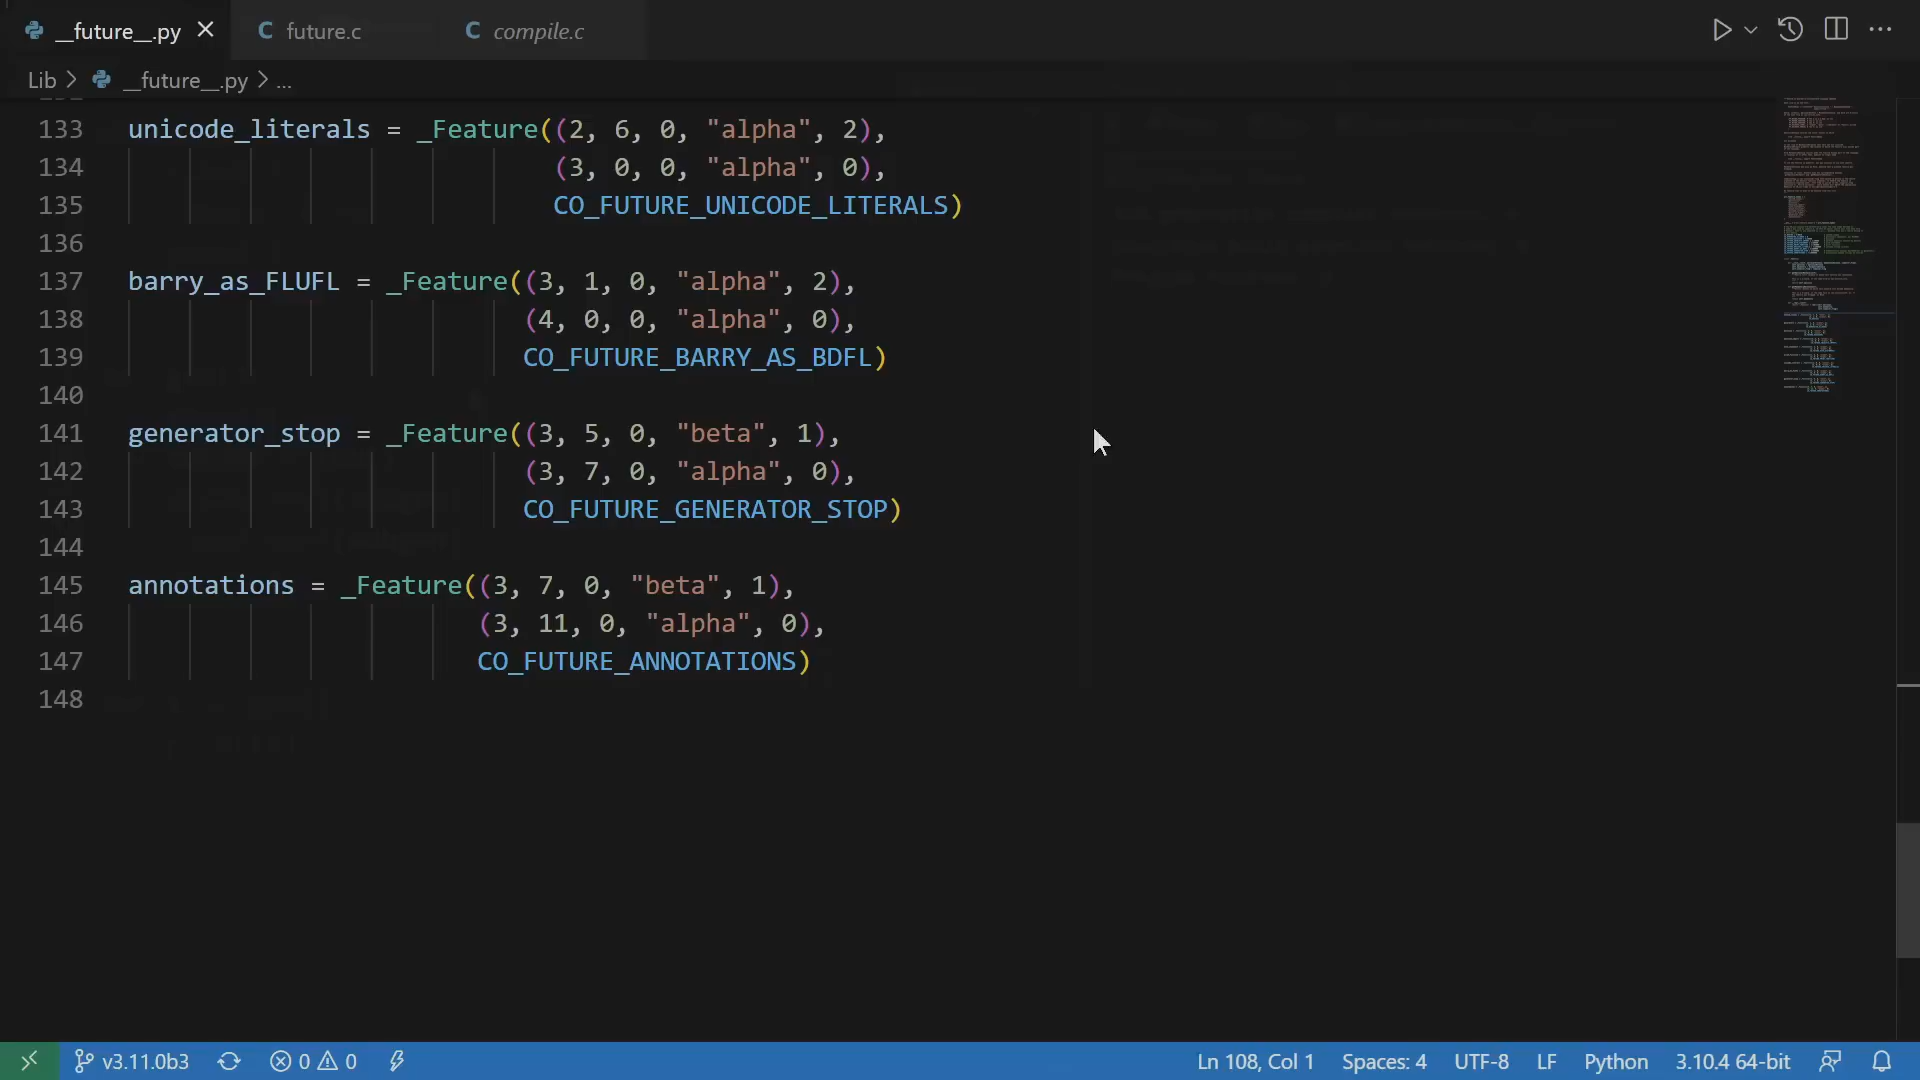 __future__.py
future.c
compile.c
Lib > __future__.py > ...
133 unicode_literals = _Feature((2, 6, 0, "alpha", 2),
134 (3, 0, 0, "alpha", 0),
135 CO_FUTURE_UNICODE_LITERALS)
136
137 barry_as_FLUFL = _Feature((3, 1, 0, "alpha", 2),
138 (4, 0, 0, "alpha", 0),
139 CO_FUTURE_BARRY_AS_BDFL)
140
141 generator_stop = _Feature((3, 5, 0, "beta", 1),
142 (3, 7, 0, "alpha", 0),
143 CO_FUTURE_GENERATOR_STOP)
144
145 annotations = _Feature((3, 7, 0, "beta", 1),
146 (3, 11, 0, "alpha", 0),
147 CO_FUTURE_ANNOTATIONS)
148
v3.11.0b3 0 0 Ln 108, Col 1 Spaces: 4 UTF-8 LF Python 3.10.4 64-bit